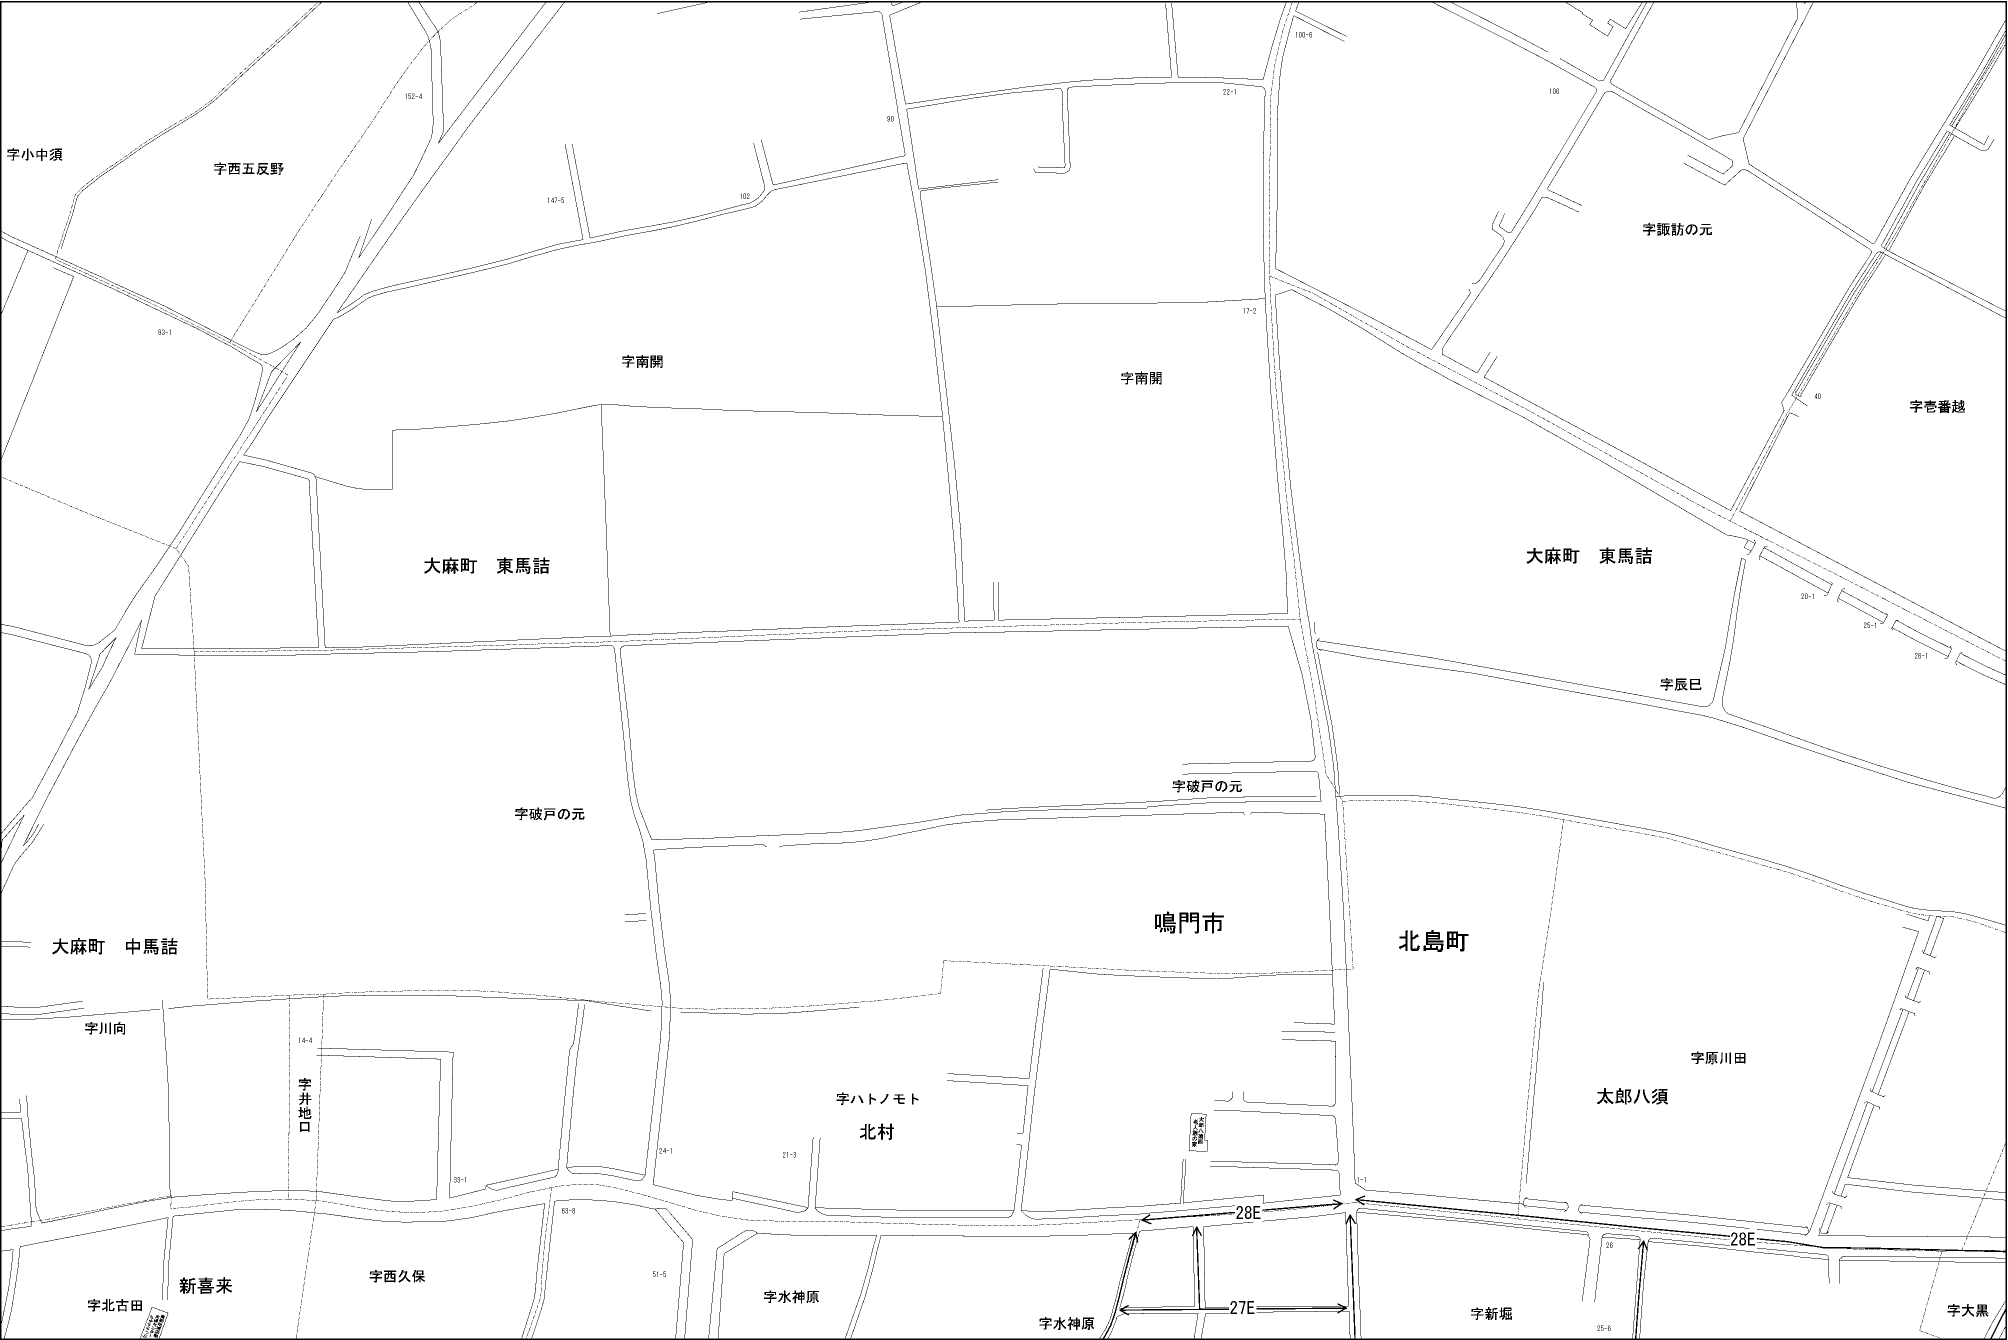 100-6
152-4
22-1
106
90
字小中須
字西五反野
147-5
102
字諏訪の元
17-2
93-1
字南開
字南開
40
字壱番越
大麻町　東馬詰
大麻町　東馬詰
20-1
25-1
26-1
字辰巳
字破戸の元
字破戸の元
鳴門市
北島町
大麻町　中馬詰
字川向
14-4
字井地口
字原川田
太郎八須
字ハトノモト
北村
24-1
21-3
33-1
1-1
63-8
28E
28E
26
51-5
新喜来
字西久保
字北古田
字水神原
27E
字水神原
字新堀
25-6
字大黒